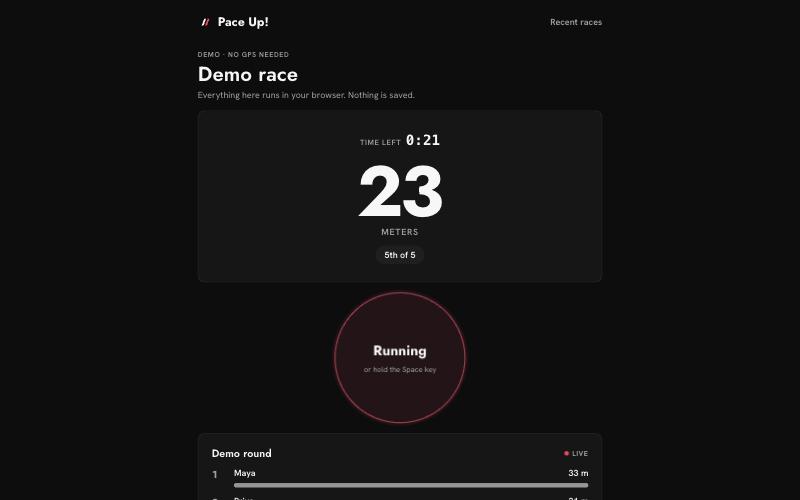 Pace Up!
Recent races
DEMO · NO GPS NEEDED
Demo race
Everything here runs in your browser. Nothing is saved.
TIME LEFT 0:21
23
METERS
5th of 5
Running
or hold the Space key
Demo round
LIVE
1 Maya 33 m